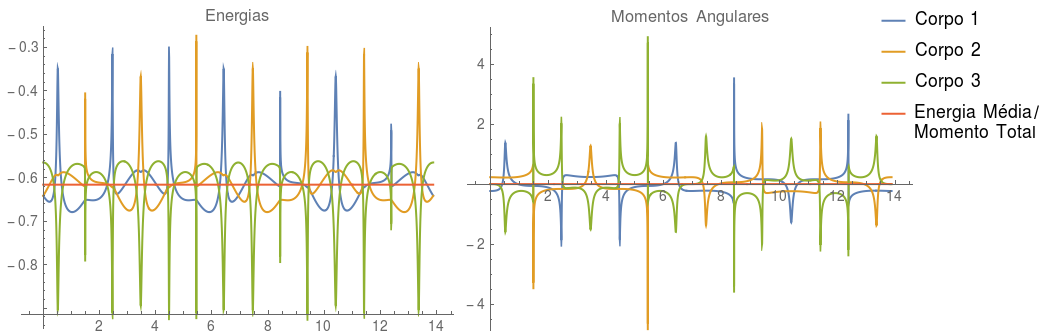 Energias
-0.3
-0.4
-0.5
-0.6
-0.7
-0.8
2 4 6 8 10 12 14
Momentos Angulares
4
2
-2
-4
2 4 6 8 10 12 14
Corpo 1
Corpo 2
Corpo 3
Energia Média/
Momento Total